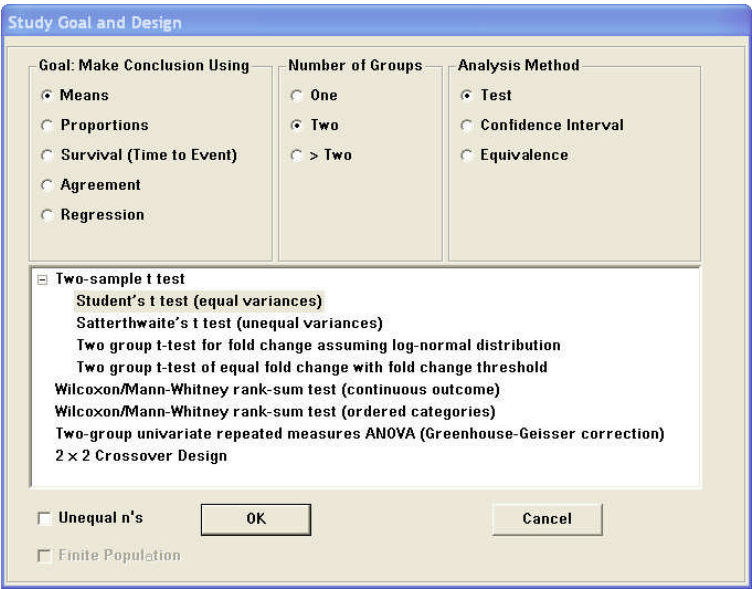 Study Goal and Design
Goal: Make Conclusion Using
Means
Proportions
Survival (Time to Event)
Agreement
Regression
Number of Groups
One
Two
> Two
Analysis Method
Test
Confidence Interval
Equivalence
Two-sample t test
Student's t test (equal variances)
Satterthwaite's t test (unequal variances)
Two group t-test for fold change assuming log-normal distribution
Two group t-test of equal fold change with fold change threshold
Wilcoxon/Mann-Whitney rank-sum test (continuous outcome)
Wilcoxon/Mann-Whitney rank-sum test (ordered categories)
Two-group univariate repeated measures ANOVA (Greenhouse-Geisser correction)
2 x 2 Crossover Design
Unequal n's
OK
Cancel
Finite Population